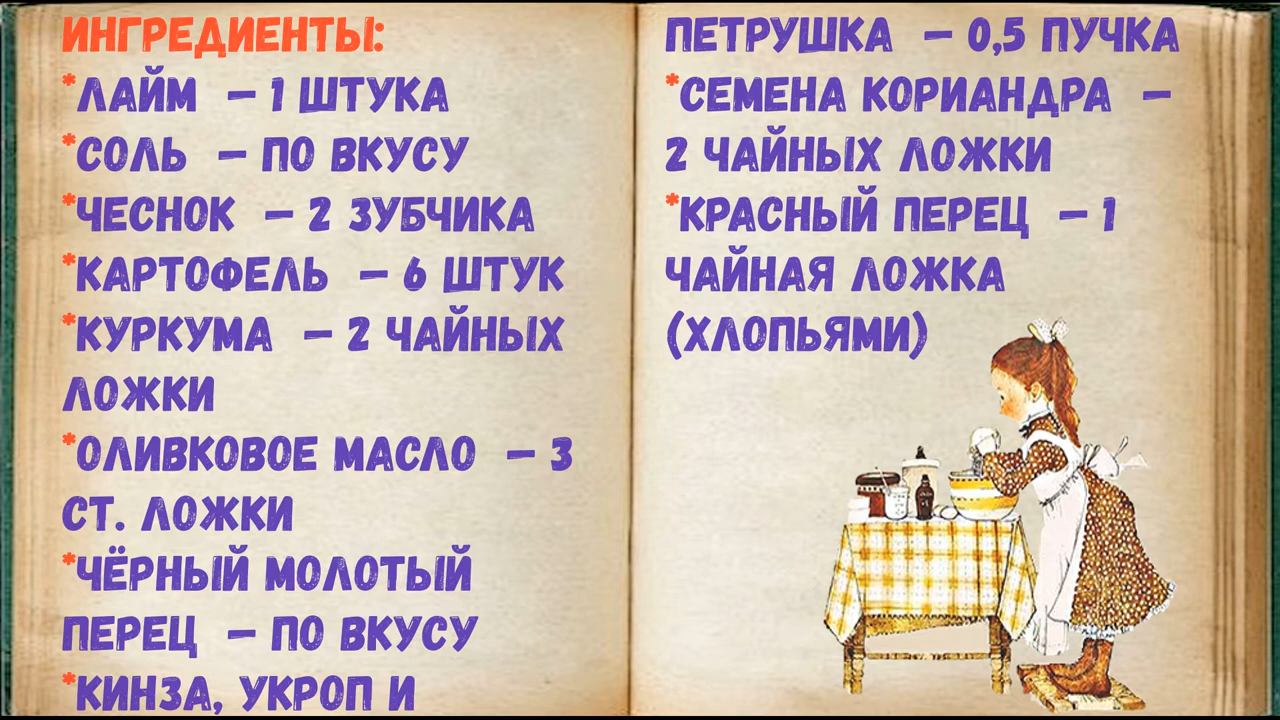 ИНГРЕДИЕНТЫ:
*ЛАЙМ – 1 ШТУКА
*СОЛЬ – ПО ВКУСУ
*ЧЕСНОК – 2 ЗУБЧИКА
*КАРТОФЕЛЬ – 6 ШТУК
*КУРКУМА – 2 ЧАЙНЫХ
ЛОЖКИ
*ОЛИВКОВОЕ МАСЛО – 3
СТ. ЛОЖКИ
*ЧЁРНЫЙ МОЛОТЫЙ
ПЕРЕЦ – ПО ВКУСУ
*КИНЗА, УКРОП И
ПЕТРУШКА – 0,5 ПУЧКА
*СЕМЕНА КОРИАНДРА –
2 ЧАЙНЫХ ЛОЖКИ
*КРАСНЫЙ ПЕРЕЦ – 1
ЧАЙНАЯ ЛОЖКА
(ХЛОПЬЯМИ)